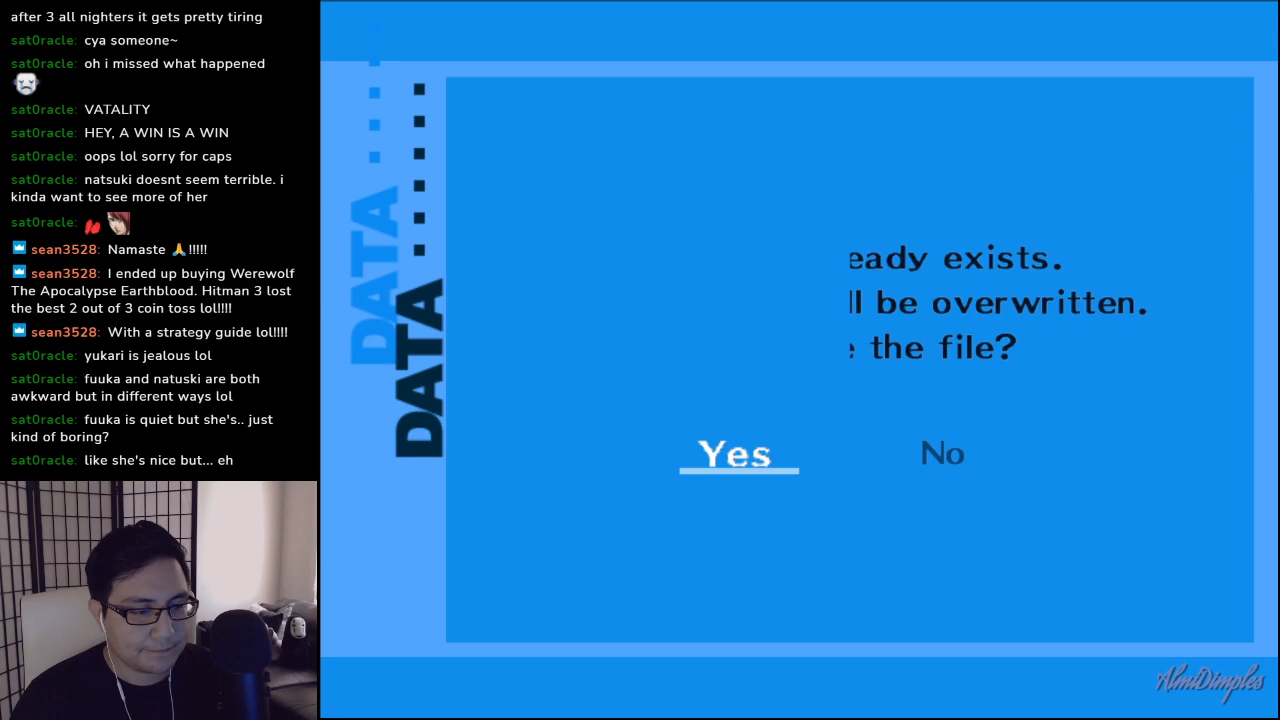 after 3 all nighters it gets pretty tiring
sat0racle: cya someone~
sat0racle: oh i missed what happened
sat0racle: VATALITY
sat0racle: HEY, A WIN IS A WIN
sat0racle: oops lol sorry for caps
sat0racle: natsuki doesnt seem terrible. i
kinda want to see more of her
sat0racle:
sean3528: Namaste 🙏!!!!!
sean3528: I ended up buying Werewolf
The Apocalypse Earthblood. Hitman 3 lost
the best 2 out of 3 coin toss lol!!!!
sean3528: With a strategy guide lol!!!!
sat0racle: yukari is jealous lol
sat0racle: fuuka and natuski are both
awkward but in different ways lol
sat0racle: fuuka is quiet but she's.. just
kind of boring?
sat0racle: like she's nice but... eh
DATA
DATA
eady exists.
ll be overwritten.
e the file?
Yes No
AlmiDimples